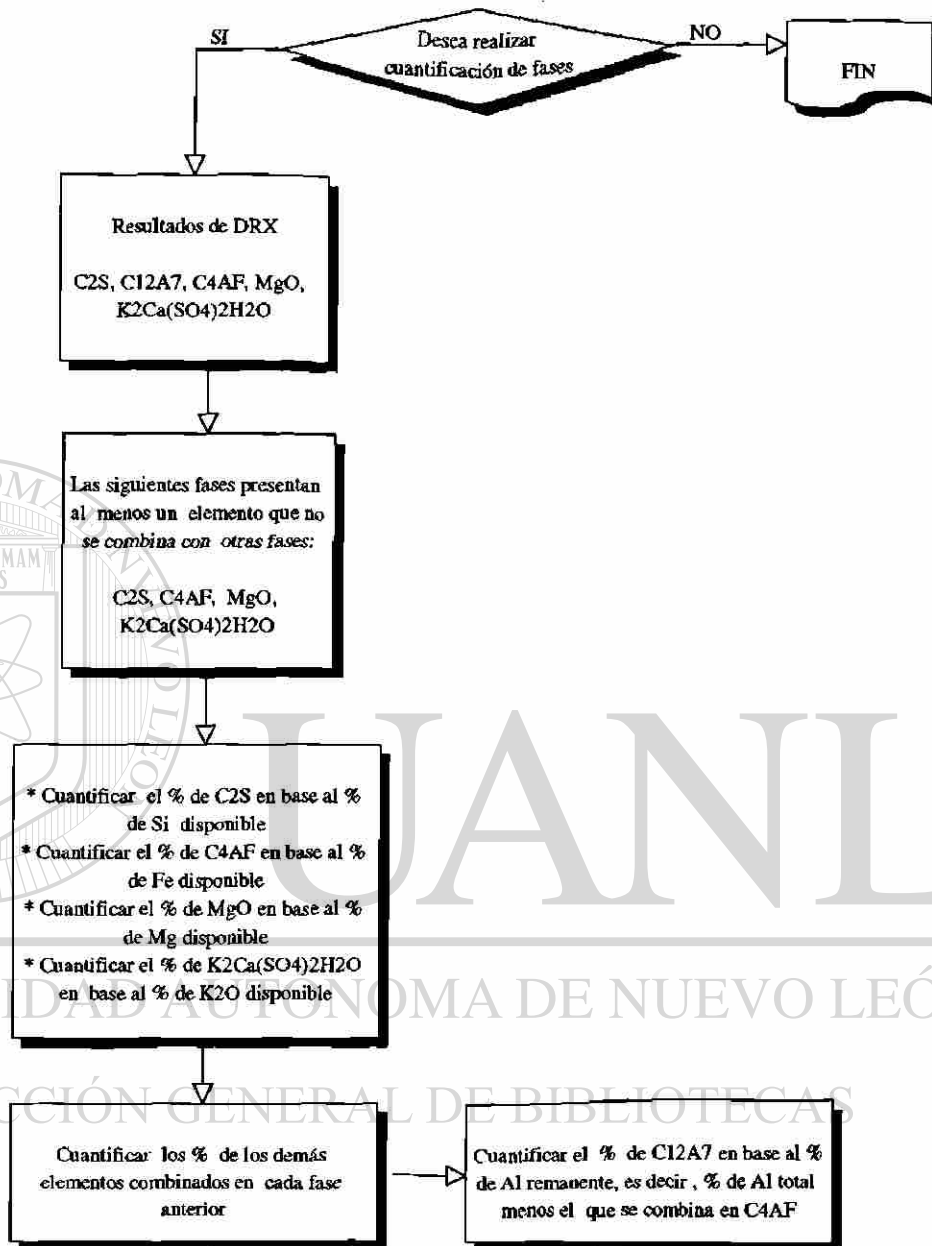 SI
Desea realizar
cuantificación de fases
NO
FIN
Resultados de DRX
C2S, C12A7, C4AF, MgO,
K2Ca(SO4)2H2O
Las siguientes fases presentan
al menos un elemento que no
se combina con otras fases:
C2S, C4AF, MgO,
K2Ca(SO4)2H2O
* Cuantificar el % de C2S en base al %
de Si disponible
* Cuantificar el % de C4AF en base al %
de Fe disponible
* Cuantificar el % de MgO en base al %
de Mg disponible
* Cuantificar el % de K2Ca(SO4)2H2O
en base al % de K2O disponible
Cuantificar los % de los demás
elementos combinados en cada fase
anterior
Cuantificar el % de C12A7 en base al %
de Al remanente, es decir , % de Al total
menos el que se combina en C4AF
UANL
IDAD AUTÓNOMA DE NUEVO LEÓ
CCIÓN GENERAL DE BIBLIOTECAS